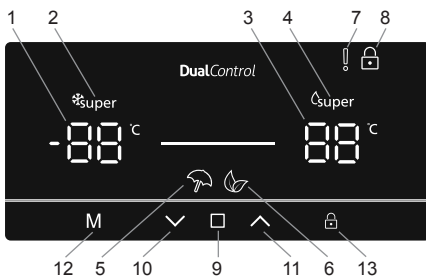 1 2 3 4 7 8
DualControl
super super
-88 °C 88 °C
M
12 5 10 9 11 6 13